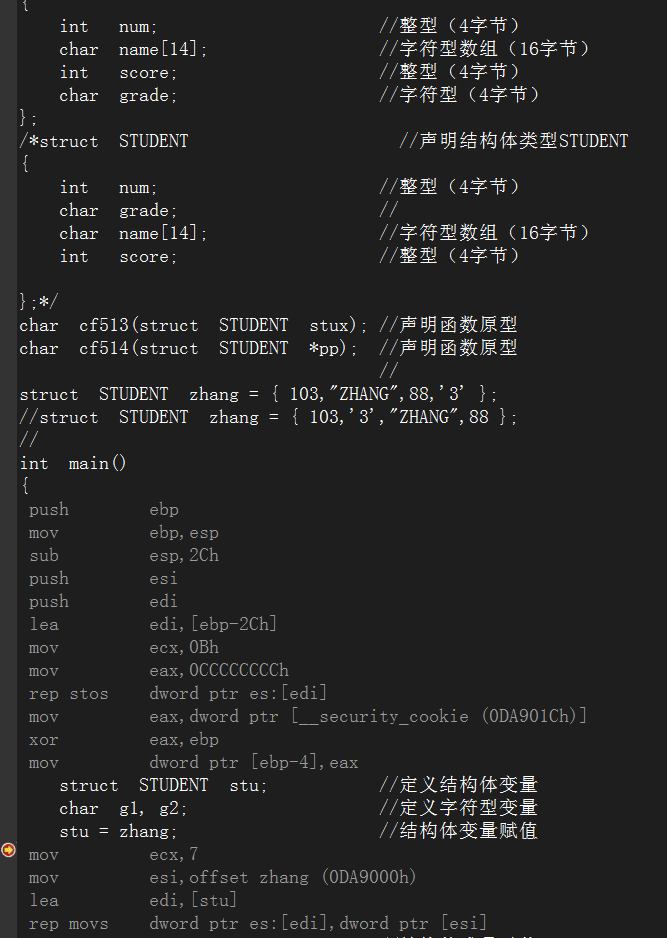 {
int num; //整型（4字节）
char name[14]; //字符型数组（16字节）
int score; //整型（4字节）
char grade; //字符型（4字节）
};
/*struct STUDENT //声明结构体类型STUDENT
{
int num; //整型（4字节）
char grade; //
char name[14]; //字符型数组（16字节）
int score; //整型（4字节）
};*/
char cf513(struct STUDENT stux); //声明函数原型
char cf514(struct STUDENT *pp); //声明函数原型
//
struct STUDENT zhang = { 103,"ZHANG",88,'3' };
//struct STUDENT zhang = { 103,'3',"ZHANG",88 };
//
int main()
{
push ebp
mov ebp,esp
sub esp,2Ch
push esi
push edi
lea edi,[ebp-2Ch]
mov ecx,0Bh
mov eax,0CCCCCCCCh
rep stos dword ptr es:[edi]
mov eax,dword ptr [__security_cookie (0DA901Ch)]
xor eax,ebp
mov dword ptr [ebp-4],eax
struct STUDENT stu; //定义结构体变量
char g1, g2; //定义字符型变量
stu = zhang; //结构体变量赋值
mov ecx,7
mov esi,offset zhang (0DA9000h)
lea edi,[stu]
rep movs dword ptr es:[edi],dword ptr [esi]